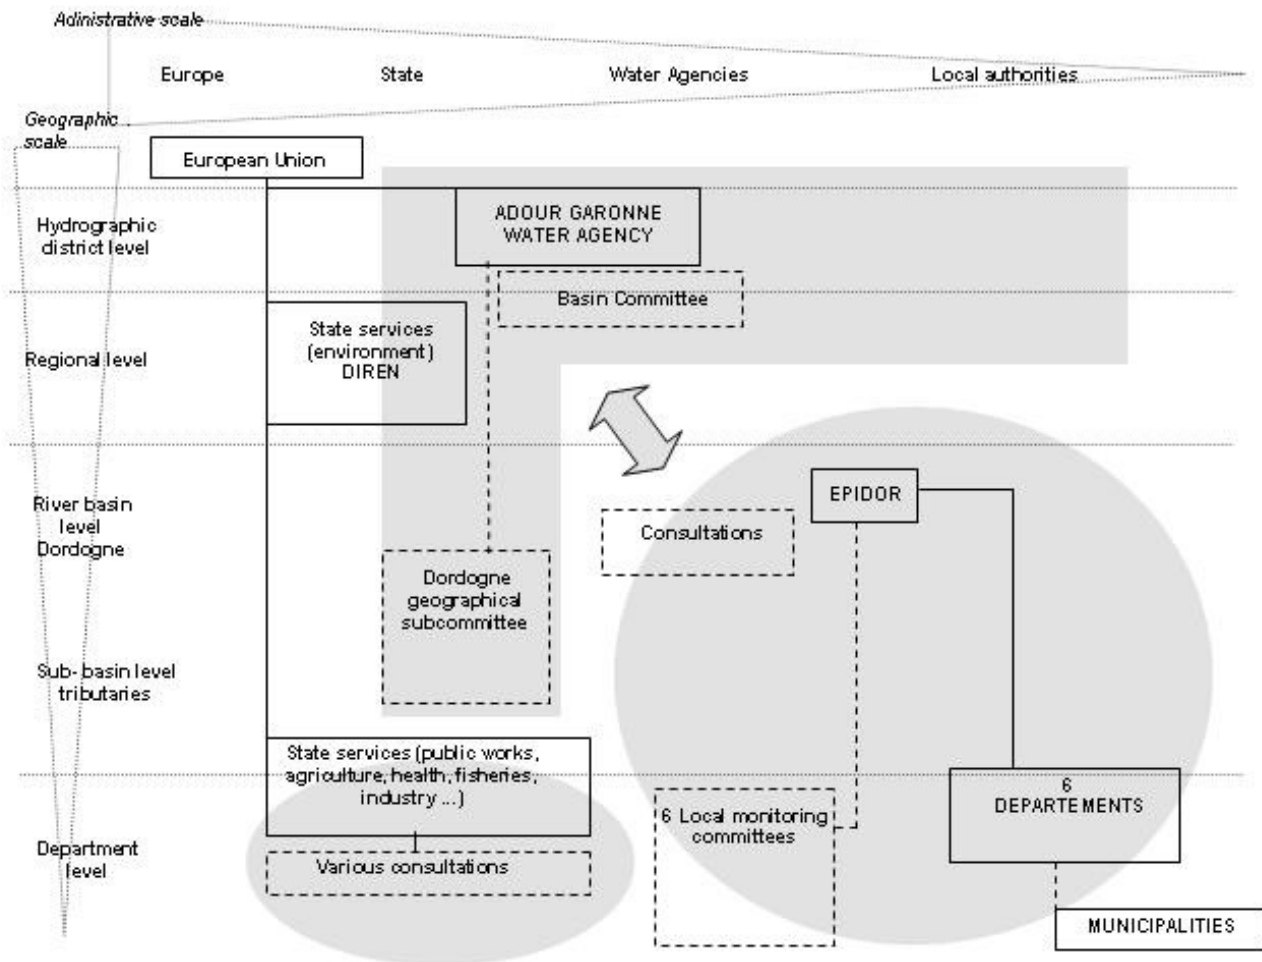 Adinistrative scale
Europe
State
Water Agencies
Local authorities
Geographic
scale
European Union
Hydrographic
district level
ADOUR GARONNE
WATER AGENCY
Basin Committee
Regional level
State services
(environment)
DIREN
River basin
level
Dordogne
EPIDOR
Consultations
Dordogne
geographical
subcommittee
Sub- basin level
tributaries
State services (public works,
agriculture, health, fisheries,
industry ...)
6
DEPARTEMENTS
6 Local monitoring
committees
Department
level
Various consultations
MUNICIPALITIES